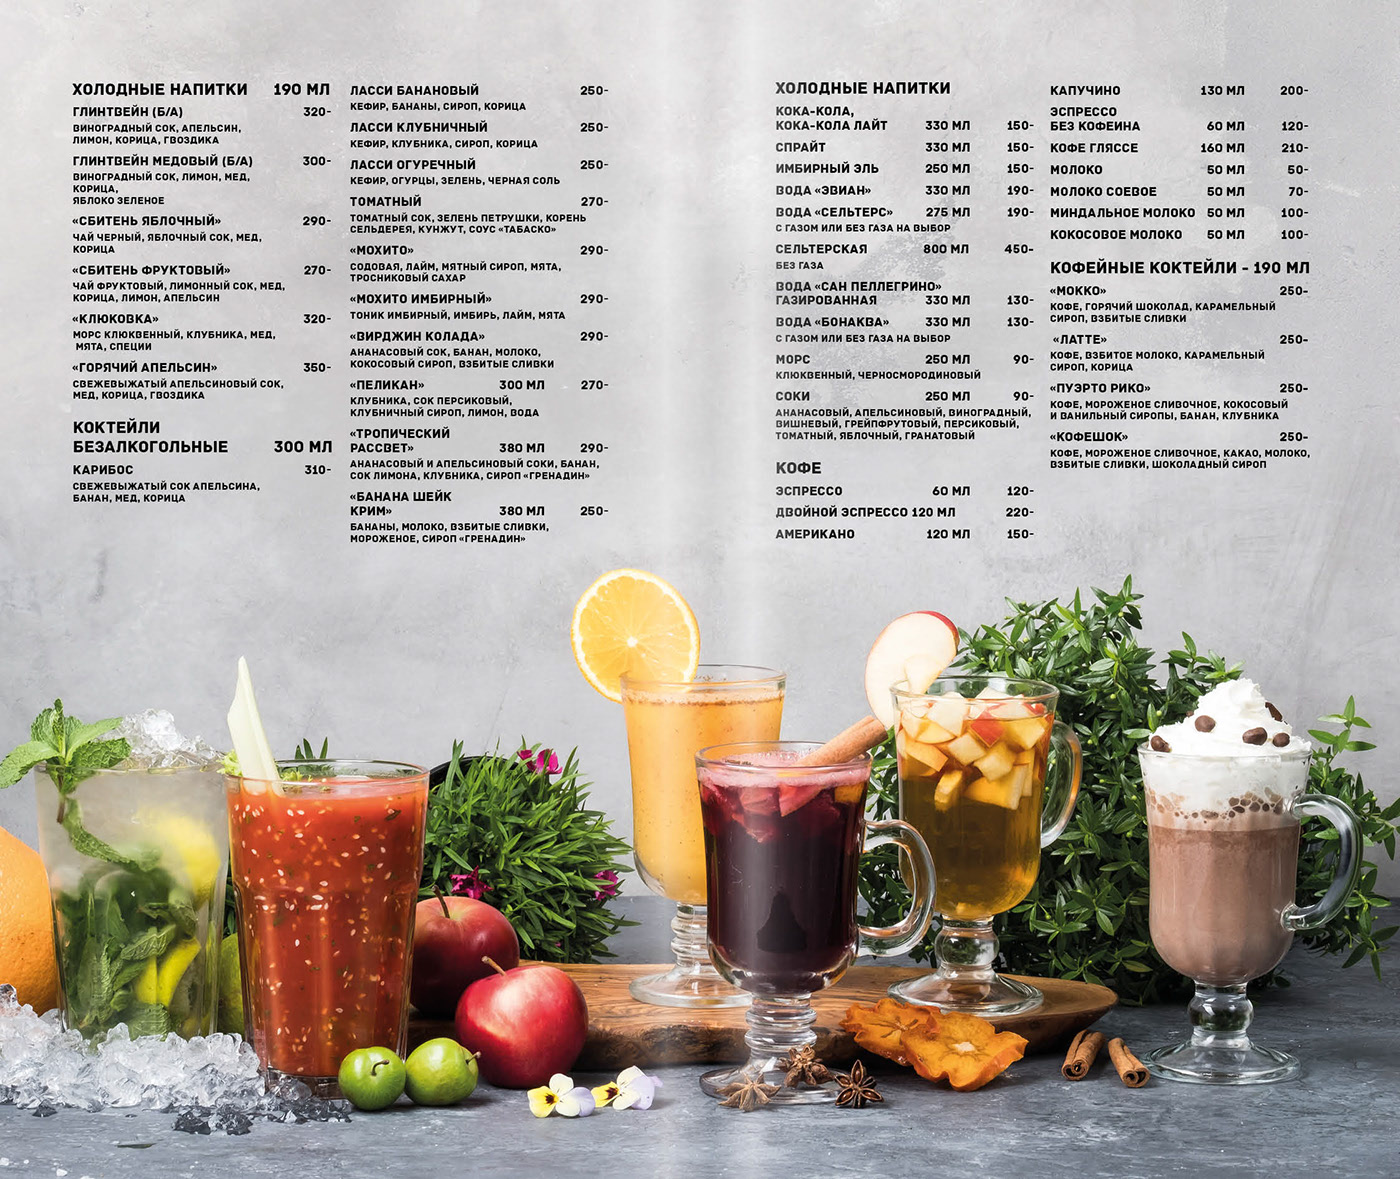 ХОЛОДНЫЕ НАПИТКИ 190 МЛ
ГЛИНТВЕЙН (Б/А) 320-
ВИНОГРАДНЫЙ СОК, АПЕЛЬСИН,
ЛИМОН, КОРИЦА, ГВОЗДИКА
ГЛИНТВЕЙН МЕДОВЫЙ (Б/А) 300-
ВИНОГРАДНЫЙ СОК, ЛИМОН, МЕД,
КОРИЦА,
ЯБЛОКО ЗЕЛЕНОЕ
«СБИТЕНЬ ЯБЛОЧНЫЙ» 290-
ЧАЙ ЧЕРНЫЙ, ЯБЛОЧНЫЙ СОК, МЕД,
КОРИЦА
«СБИТЕНЬ ФРУКТОВЫЙ» 270-
ЧАЙ ФРУКТОВЫЙ, ЛИМОННЫЙ СОК, МЕД,
КОРИЦА, ЛИМОН, АПЕЛЬСИН
«КЛЮКОВКА» 320-
МОРС КЛЮКВЕННЫЙ, КЛУБНИКА, МЕД,
МЯТА, СПЕЦИИ
«ГОРЯЧИЙ АПЕЛЬСИН» 350-
СВЕЖЕВЫЖАТЫЙ АПЕЛЬСИНОВЫЙ СОК,
МЕД, КОРИЦА, ГВОЗДИКА
КОКТЕЙЛИ
БЕЗАЛКОГОЛЬНЫЕ 300 МЛ
КАРИБОС 310-
СВЕЖЕВЫЖАТЫЙ СОК АПЕЛЬСИНА,
БАНАН, МЕД, КОРИЦА
ЛАССИ БАНАНОВЫЙ 250-
КЕФИР, БАНАНЫ, СИРОП, КОРИЦА
ЛАССИ КЛУБНИЧНЫЙ 250-
КЕФИР, КЛУБНИКА, СИРОП, КОРИЦА
ЛАССИ ОГУРЕЧНЫЙ 250-
КЕФИР, ОГУРЦЫ, ЗЕЛЕНЬ, ЧЕРНАЯ СОЛЬ
ТОМАТНЫЙ 270-
ТОМАТНЫЙ СОК, ЗЕЛЕНЬ ПЕТРУШКИ, КОРЕНЬ
СЕЛЬДЕРЕЯ, КУНЖУТ, СОУС «ТАБАСКО»
«МОХИТО» 290-
СОДОВАЯ, ЛАЙМ, МЯТНЫЙ СИРОП, МЯТА,
ТРОСНИКОВЫЙ САХАР
«МОХИТО ИМБИРНЫЙ» 290-
ТОНИК ИМБИРНЫЙ, ИМБИРЬ, ЛАЙМ, МЯТА
«ВИРДЖИН КОЛАДА» 290-
АНАНАСОВЫЙ СОК, БАНАН, МОЛОКО,
КОКОСОВЫЙ СИРОП, ВЗБИТЫЕ СЛИВКИ
«ПЕЛИКАН» 300 МЛ 270-
КЛУБНИКА, СОК ПЕРСИКОВЫЙ,
КЛУБНИЧНЫЙ СИРОП, ЛИМОН, ВОДА
«ТРОПИЧЕСКИЙ
РАССВЕТ» 380 МЛ 290-
АНАНАСОВЫЙ И АПЕЛЬСИНОВЫЙ СОКИ, БАНАН,
СОК ЛИМОНА, КЛУБНИКА, СИРОП «ГРЕНАДИН»
«БАНАНА ШЕЙК
КРИМ» 380 МЛ 250-
БАНАНЫ, МОЛОКО, ВЗБИТЫЕ СЛИВКИ,
МОРОЖЕНОЕ, СИРОП «ГРЕНАДИН»
ХОЛОДНЫЕ НАПИТКИ
КОКА-КОЛА,
КОКА-КОЛА ЛАЙТ 330 МЛ 150-
СПРАЙТ 330 МЛ 150-
ИМБИРНЫЙ ЭЛЬ 250 МЛ 150-
ВОДА «ЭВИАН» 330 МЛ 190-
ВОДА «СЕЛЬТЕРС» 275 МЛ 190-
С ГАЗОМ ИЛИ БЕЗ ГАЗА НА ВЫБОР
СЕЛЬТЕРСКАЯ 800 МЛ 450-
БЕЗ ГАЗА
ВОДА «САН ПЕЛЛЕГРИНО»
ГАЗИРОВАННАЯ 330 МЛ 130-
ВОДА «БОНАКВА» 330 МЛ 130-
С ГАЗОМ ИЛИ БЕЗ ГАЗА НА ВЫБОР
МОРС 250 МЛ 90-
КЛЮКВЕННЫЙ, ЧЕРНОСМОРОДИНОВЫЙ
СОКИ 250 МЛ 90-
АНАНАСОВЫЙ, АПЕЛЬСИНОВЫЙ, ВИНОГРАДНЫЙ,
ВИШНЕВЫЙ, ГРЕЙПФРУТОВЫЙ, ПЕРСИКОВЫЙ,
ТОМАТНЫЙ, ЯБЛОЧНЫЙ, ГРАНАТОВЫЙ
КОФЕ
ЭСПРЕССО 60 МЛ 120-
ДВОЙНОЙ ЭСПРЕССО 120 МЛ 220-
АМЕРИКАНО 120 МЛ 150-
КАПУЧИНО 130 МЛ 200-
ЭСПРЕССО
БЕЗ КОФЕИНА 60 МЛ 120-
КОФЕ ГЛЯССЕ 160 МЛ 210-
МОЛОКО 50 МЛ 50-
МОЛОКО СОЕВОЕ 50 МЛ 70-
МИНДАЛЬНОЕ МОЛОКО 50 МЛ 100-
КОКОСОВОЕ МОЛОКО 50 МЛ 100-
КОФЕЙНЫЕ КОКТЕЙЛИ - 190 МЛ
«МОККО» 250-
КОФЕ, ГОРЯЧИЙ ШОКОЛАД, КАРАМЕЛЬНЫЙ
СИРОП, ВЗБИТЫЕ СЛИВКИ
«ЛАТТЕ» 250-
КОФЕ, ВЗБИТОЕ МОЛОКО, КАРАМЕЛЬНЫЙ
СИРОП, КОРИЦА
«ПУЭРТО РИКО» 250-
КОФЕ, МОРОЖЕНОЕ СЛИВОЧНОЕ, КОКОСОВЫЙ
И ВАНИЛЬНЫЙ СИРОПЫ, БАНАН, КЛУБНИКА
«КОФЕШОК» 250-
КОФЕ, МОРОЖЕНОЕ СЛИВОЧНОЕ, КАКАО, МОЛОКО,
ВЗБИТЫЕ СЛИВКИ, ШОКОЛАДНЫЙ СИРОП